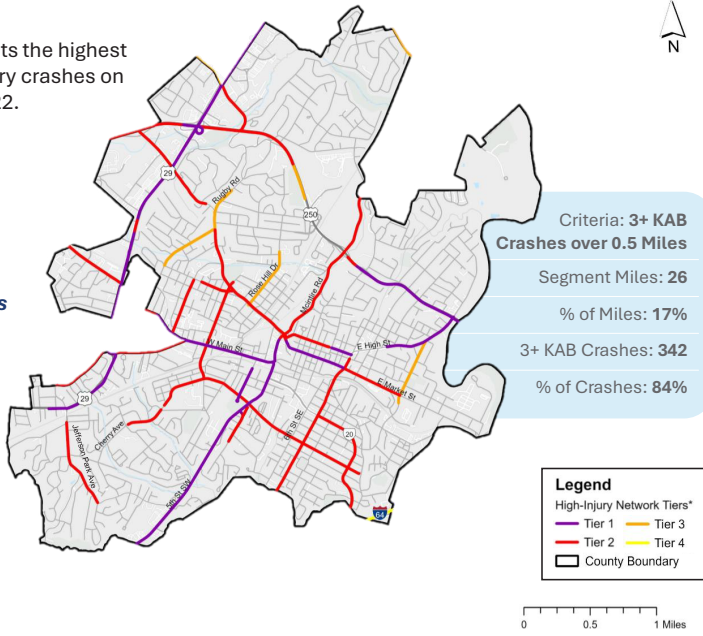 ts the highest
ry crashes on
22.
s
N
29
Rugby Rd
250
Rose Hill Dr
McIntire Rd
W Main St
E High St
E Market St
29
Cherry Ave
Jefferson Park Ave
6th St SE
20
5th St SW
64
Criteria: 3+ KAB
Crashes over 0.5 Miles
Segment Miles: 26
% of Miles: 17%
3+ KAB Crashes: 342
% of Crashes: 84%
Legend
High-Injury Network Tiers*
Tier 1 Tier 3
Tier 2 Tier 4
County Boundary
0 0.5 1 Miles